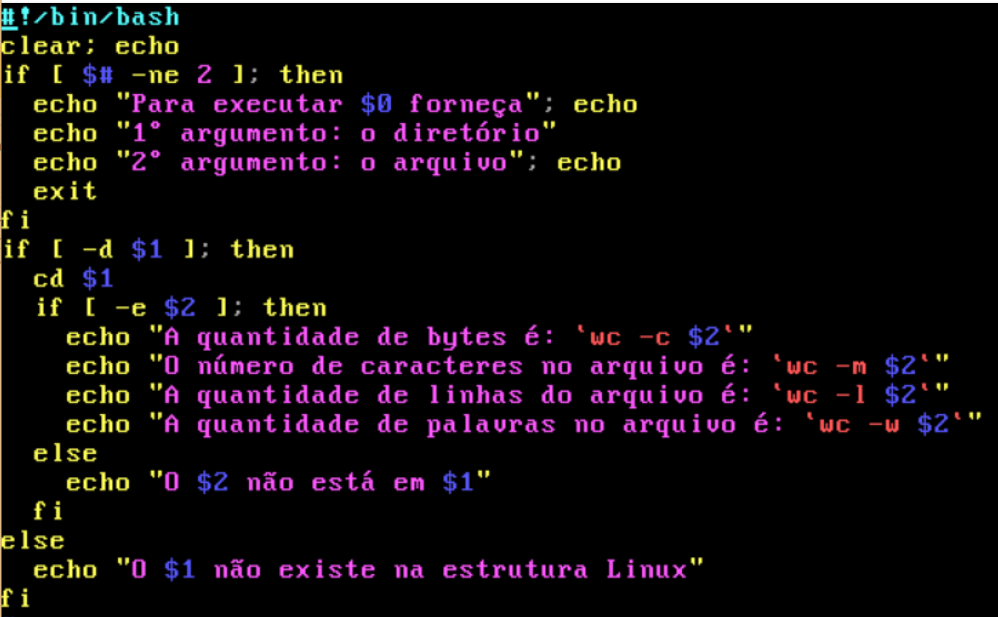 #!/bin/bash
clear; echo
if [ $# -ne 2 ]; then
  echo "Para executar $0 forneça"; echo
  echo "1° argumento: o diretório"
  echo "2° argumento: o arquivo"; echo
  exit
fi
if [ -d $1 ]; then
  cd $1
  if [ -e $2 ]; then
    echo "A quantidade de bytes é: `wc -c $2`"
    echo "O número de caracteres no arquivo é: `wc -m $2`"
    echo "A quantidade de linhas do arquivo é: `wc -l $2`"
    echo "A quantidade de palavras no arquivo é: `wc -w $2`"
  else
    echo "O $2 não está em $1"
  fi
else
  echo "O $1 não existe na estrutura Linux"
fi